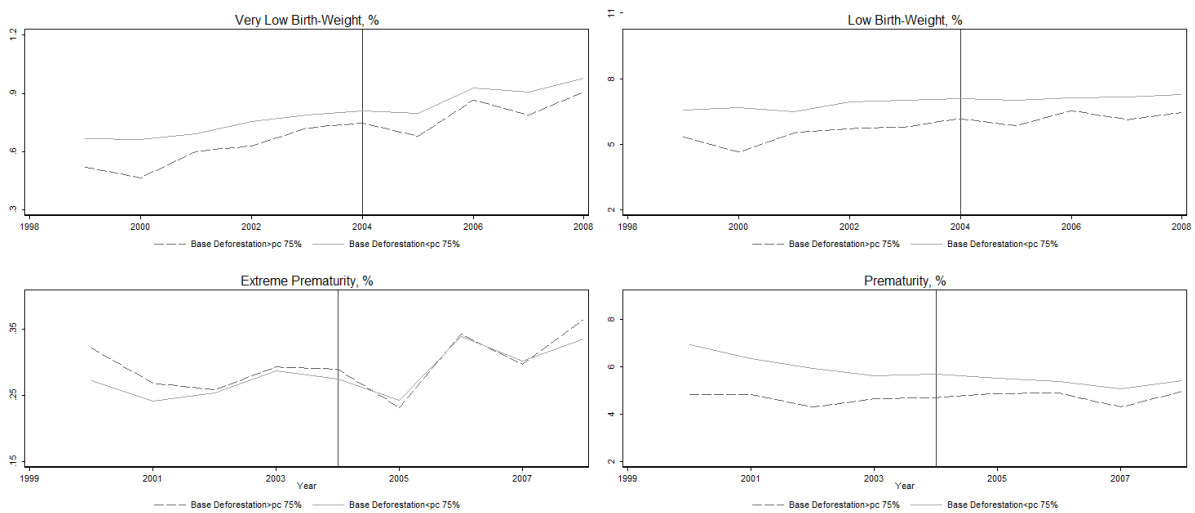 Very Low Birth-Weight, %
1.2
.9
.6
.3
1998 2000 2002 2004 2006 2008
Base Deforestation>pc 75% Base Deforestation<pc 75%
Low Birth-Weight, %
11
8
5
2
1998 2000 2002 2004 2006 2008
Base Deforestation>pc 75% Base Deforestation<pc 75%
Extreme Prematurity, %
.35
.25
.15
1999 2001 2003 2005 2007
Year
Base Deforestation>pc 75% Base Deforestation<pc 75%
Prematurity, %
8
6
4
2
1999 2001 2003 2005 2007
Year
Base Deforestation>pc 75% Base Deforestation<pc 75%